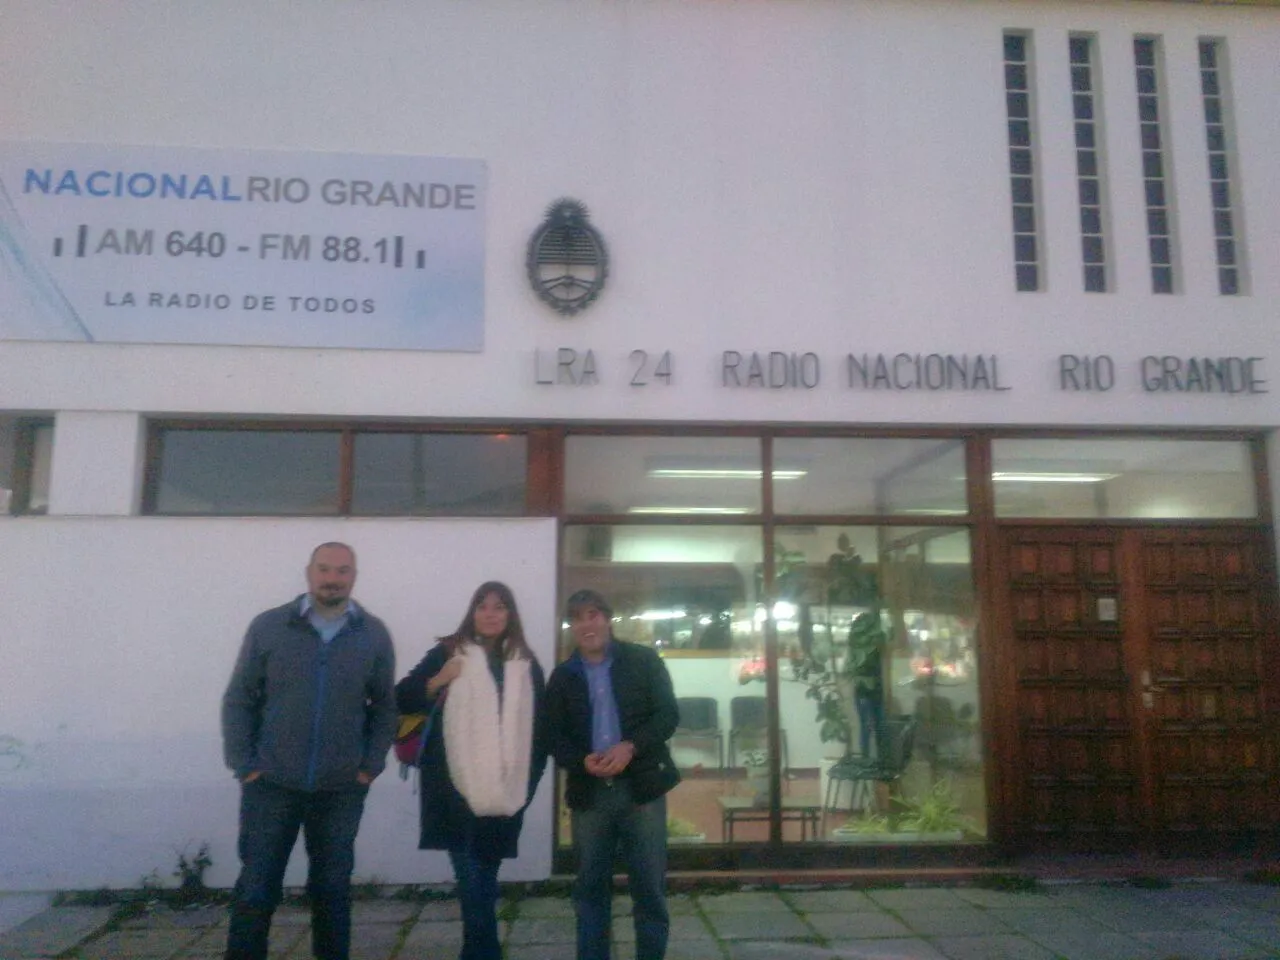 NACIONAL RIO GRANDE
AM 640 - FM 88.1
LA RADIO DE TODOS
LRA 24 RADIO NACIONAL RIO GRANDE